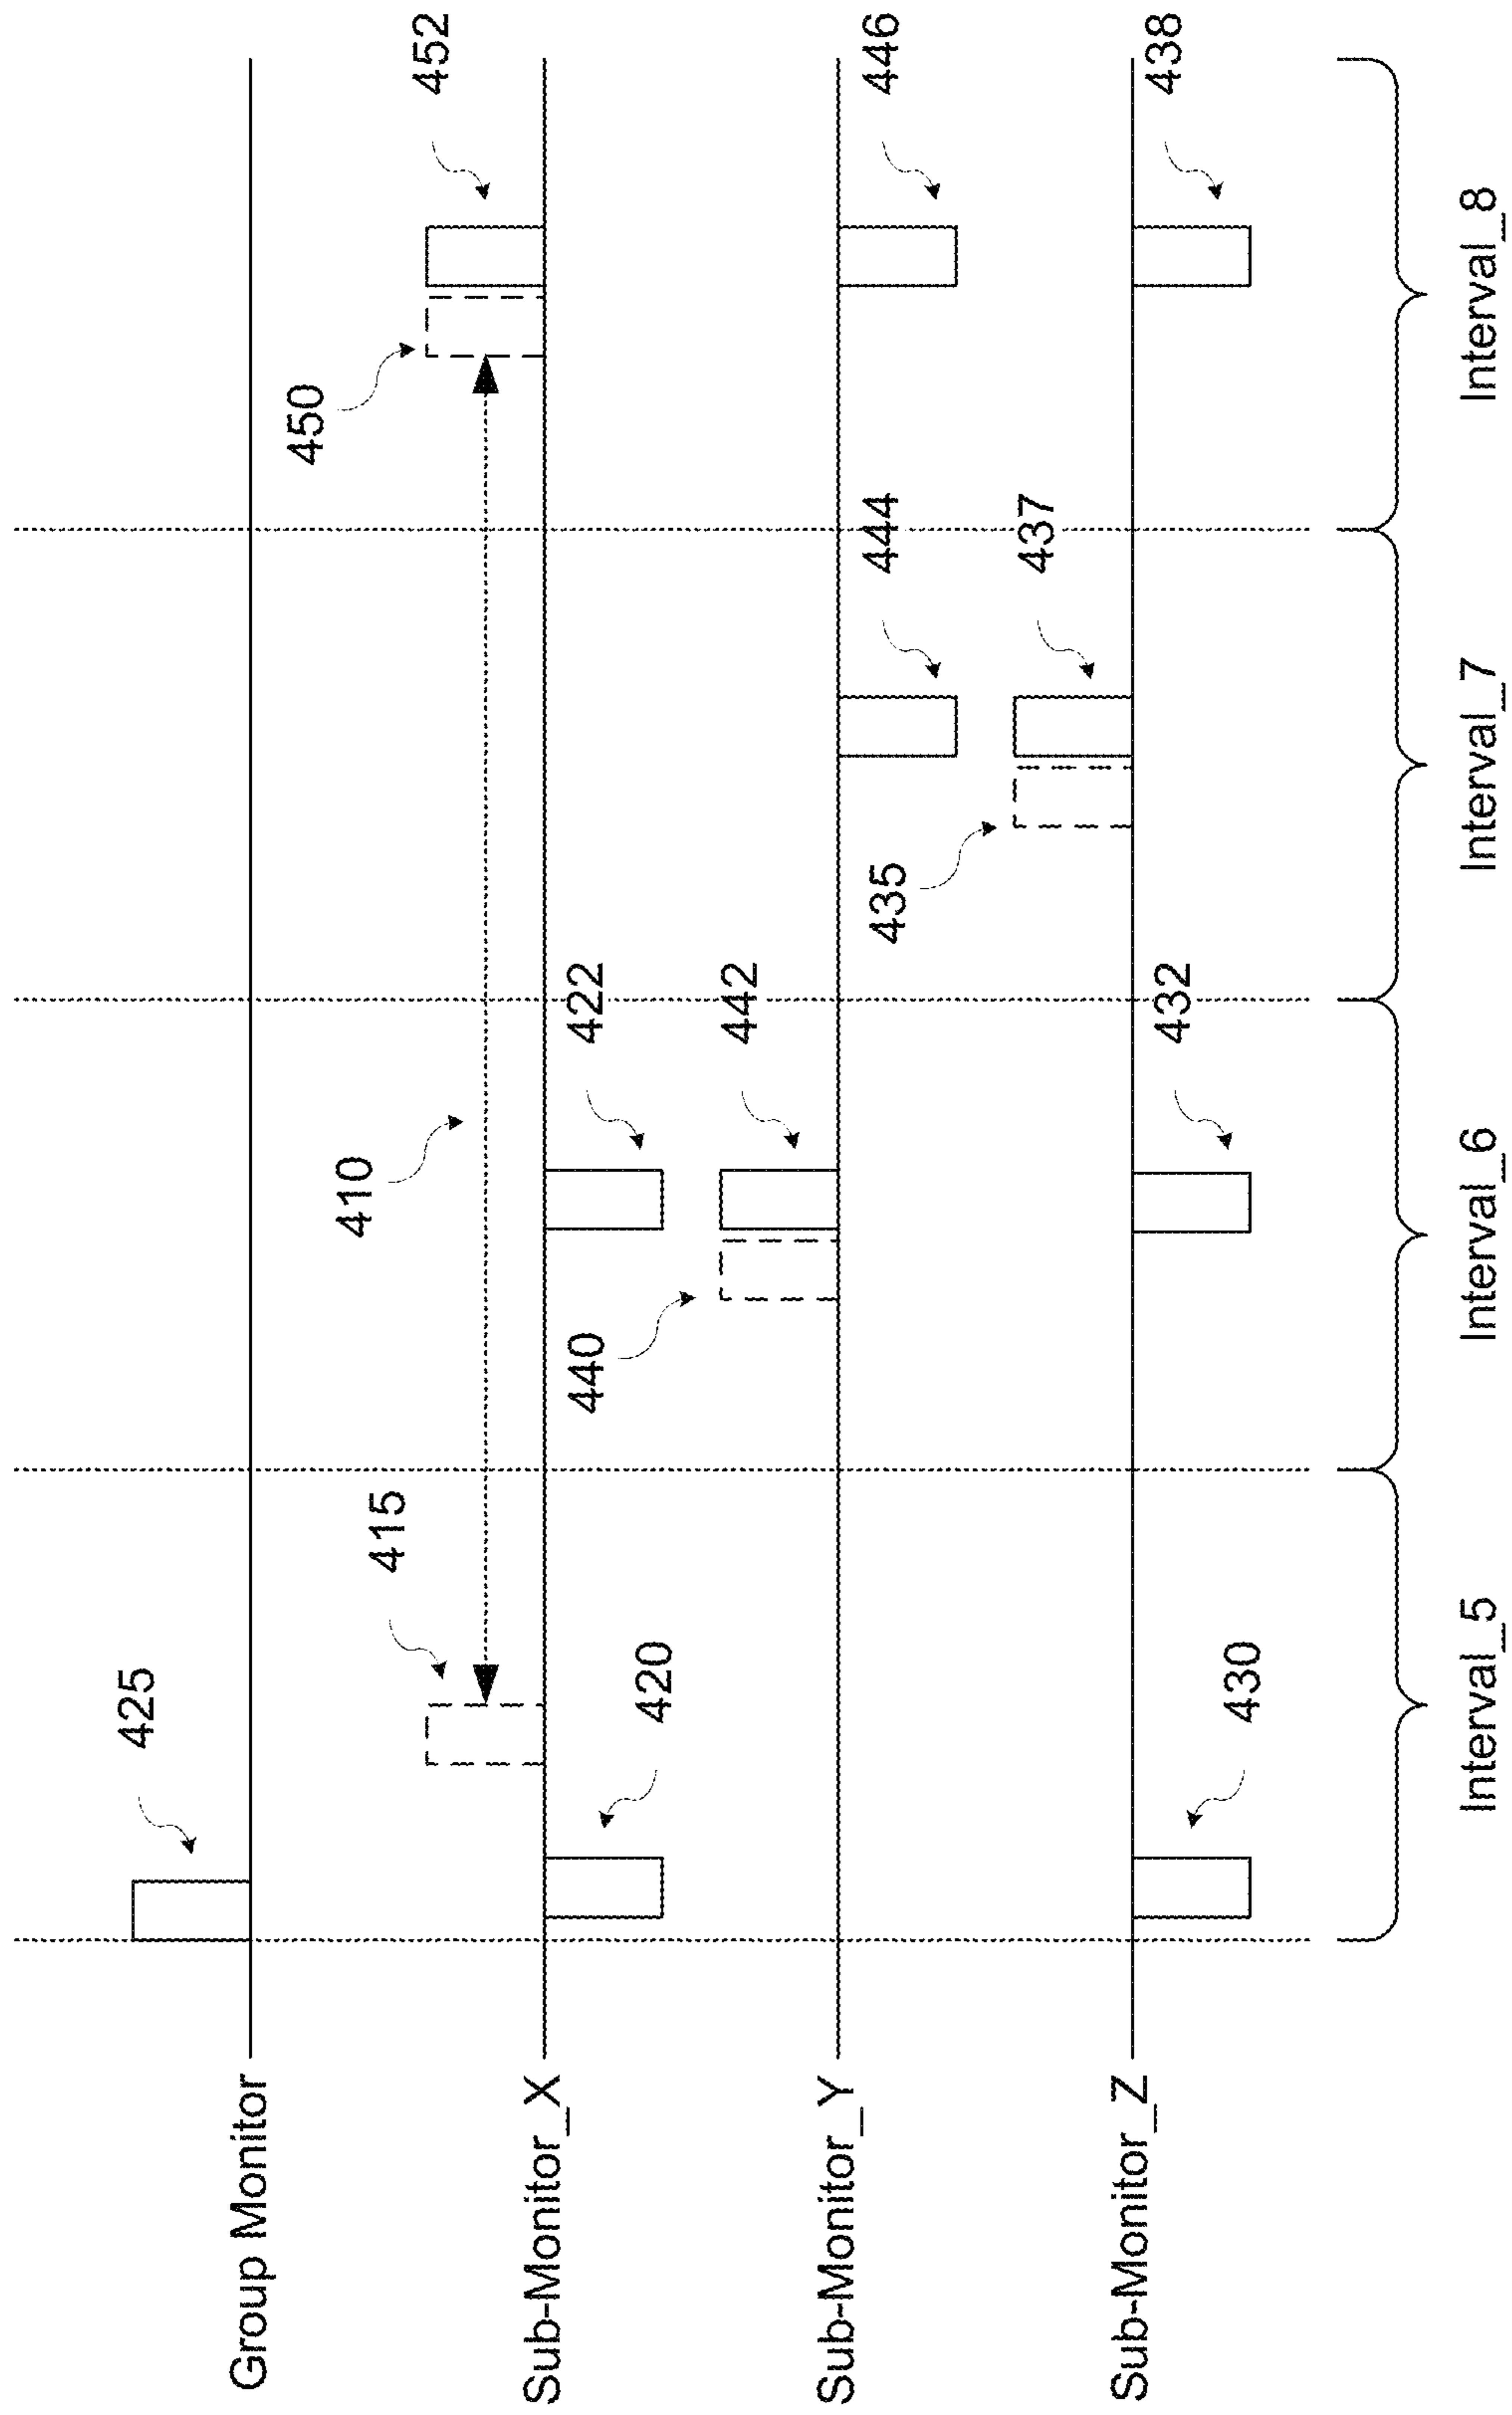 Group Monitor
425
Sub-Monitor_X
420
415
410
422
450
452
Sub-Monitor_Y
440
442
444
446
Sub-Monitor_Z
430
432
435
437
438
Interval_5
Interval_6
Interval_7
Interval_8